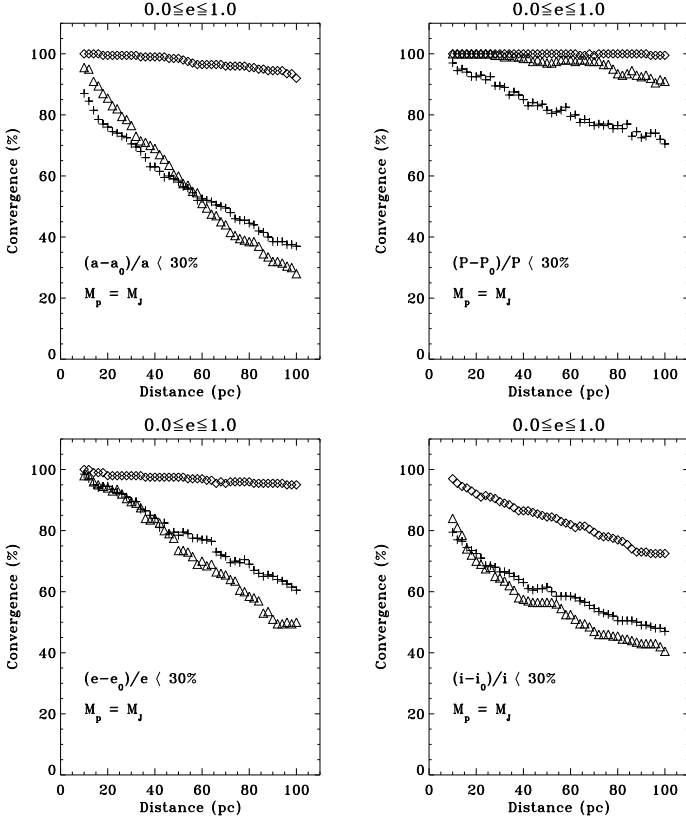 0.0≦e≦1.0
Convergence (%)
100
80
60
40
20
0
(a−a₀)/a ⟨ 30%
Mₚ = M_J
0 20 40 60 80 100
Distance (pc)
0.0≦e≦1.0
Convergence (%)
100
80
60
40
20
0
(P−P₀)/P ⟨ 30%
Mₚ = M_J
0 20 40 60 80 100
Distance (pc)
0.0≦e≦1.0
Convergence (%)
100
80
60
40
20
0
(e−e₀)/e ⟨ 30%
Mₚ = M_J
0 20 40 60 80 100
Distance (pc)
0.0≦e≦1.0
Convergence (%)
100
80
60
40
20
0
(i−i₀)/i ⟨ 30%
Mₚ = M_J
0 20 40 60 80 100
Distance (pc)